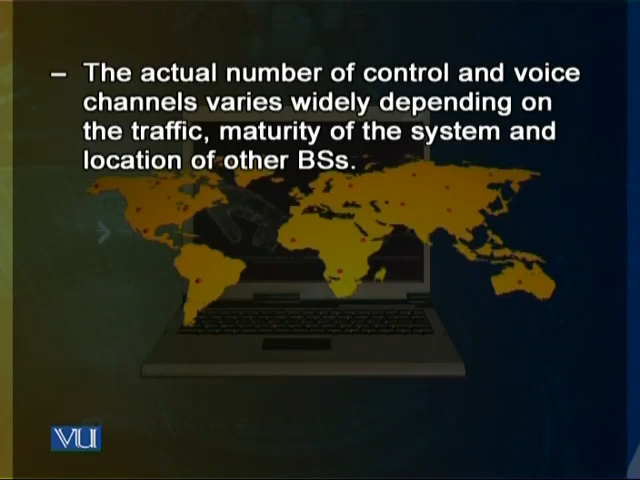 – The actual number of control and voice
channels varies widely depending on
the traffic, maturity of the system and
location of other BSs.
VU